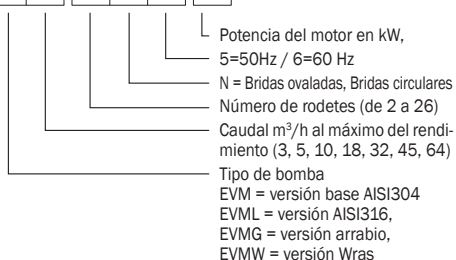 Potencia del motor en kW,
5=50Hz / 6=60 Hz
N = Bridas ovaladas, Bridas circulares
Número de rodetes (de 2 a 26)
Caudal m³/h al máximo del rendi-
miento (3, 5, 10, 18, 32, 45, 64)
Tipo de bomba
EVM = versión base AISI304
EVML = versión AISI316,
EVMG = versión arrabio,
EVMW = versión Wras